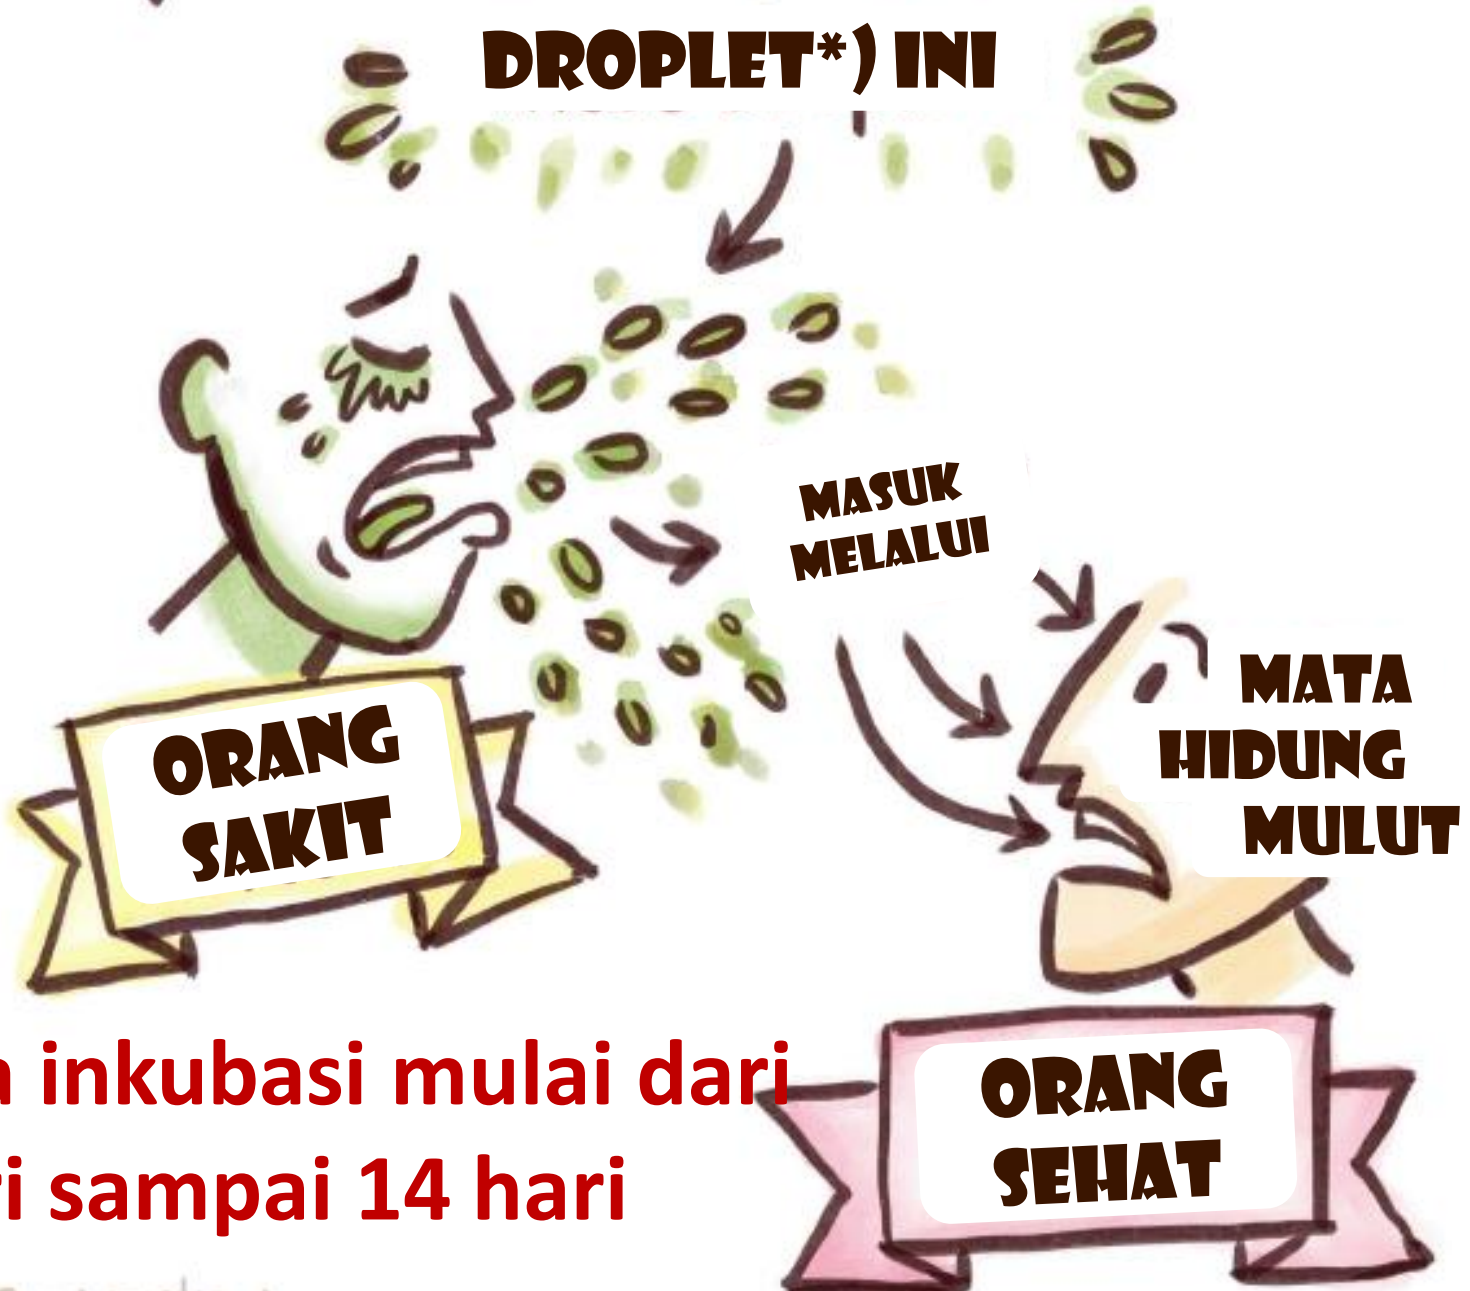 DROPLET*) INI
MASUK
MELALUI
MATA
HIDUNG
MULUT
ORANG
SAKIT
inkubasi mulai dari
sampai 14 hari
ORANG
SEHAT